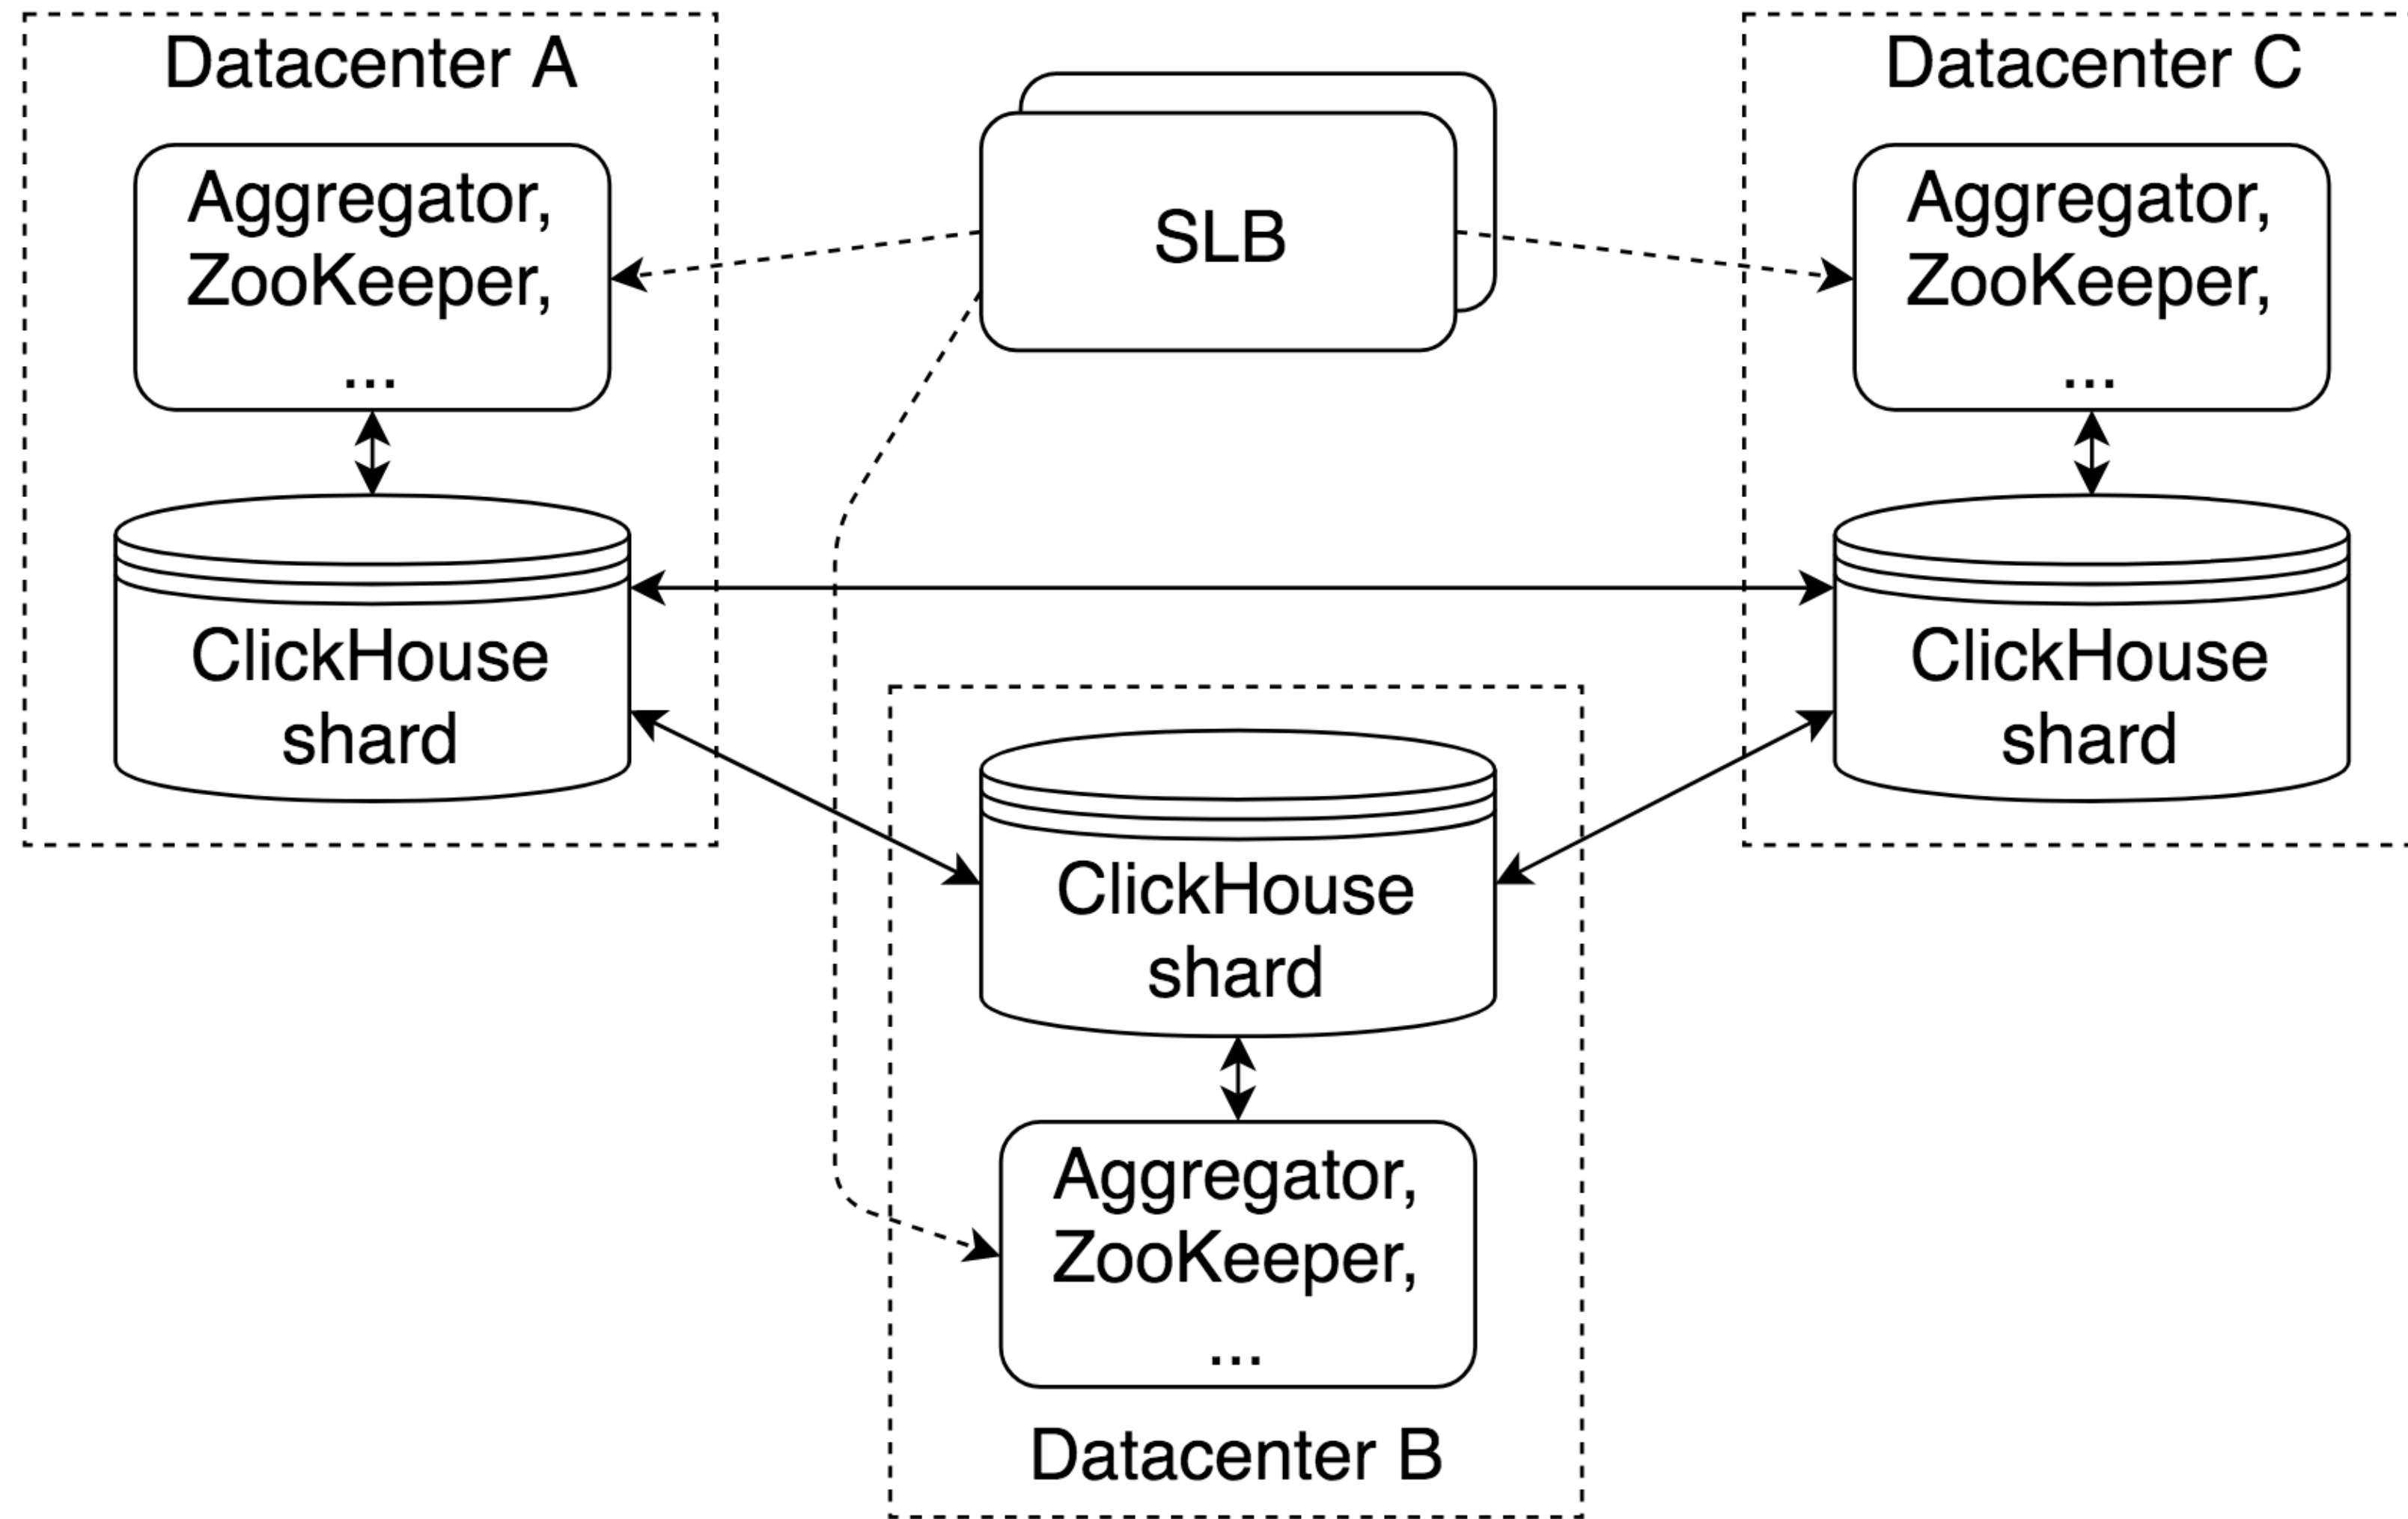 Datacenter A
Aggregator,
ZooKeeper,
...
ClickHouse
shard
SLB
Datacenter C
Aggregator,
ZooKeeper,
...
ClickHouse
shard
ClickHouse
shard
Aggregator,
ZooKeeper,
...
Datacenter B